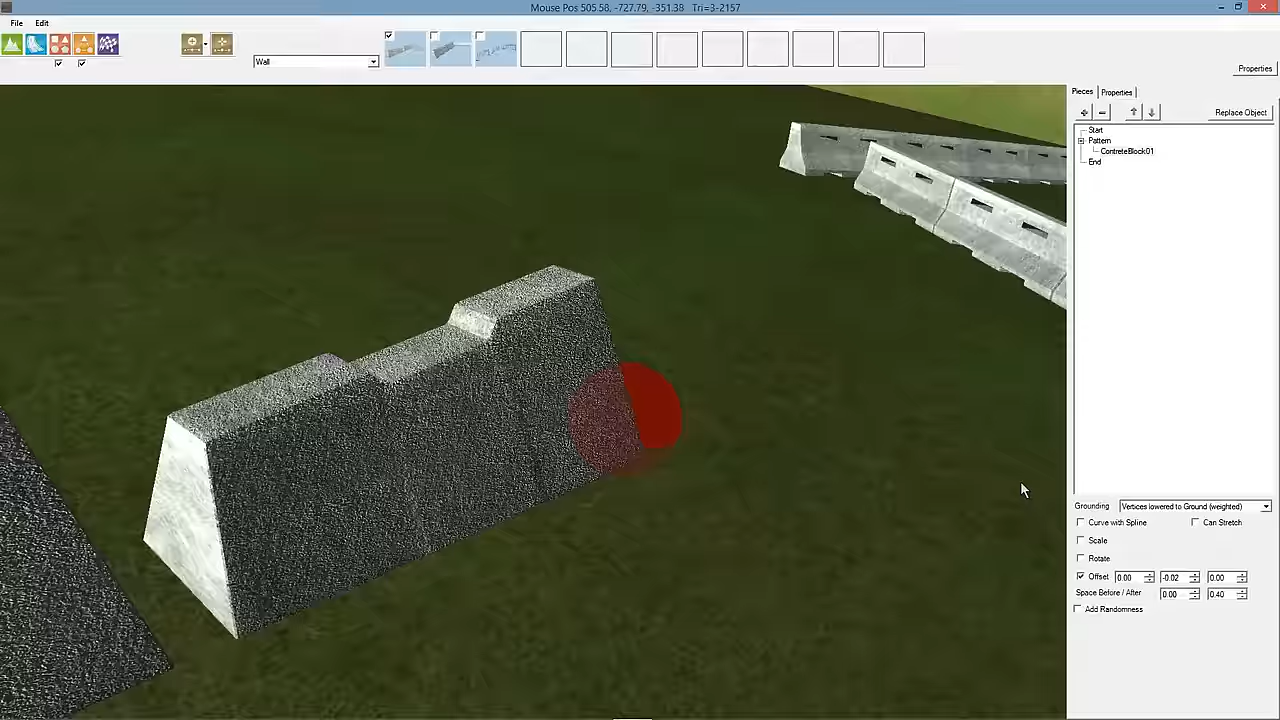 Mouse Pos 505.58, -727.79, -351.38 Tri=3-2157
File Edit
Wall
Properties
Pieces Properties
Replace Object
Start
Pattern
ContreteBlock01
End
Grounding Vertices lowered to Ground (weighted)
Curve with Spline Can Stretch
Scale
Rotate
Offset 0.00 -0.02 0.00
Space Before / After 0.00 0.40
Add Randomness